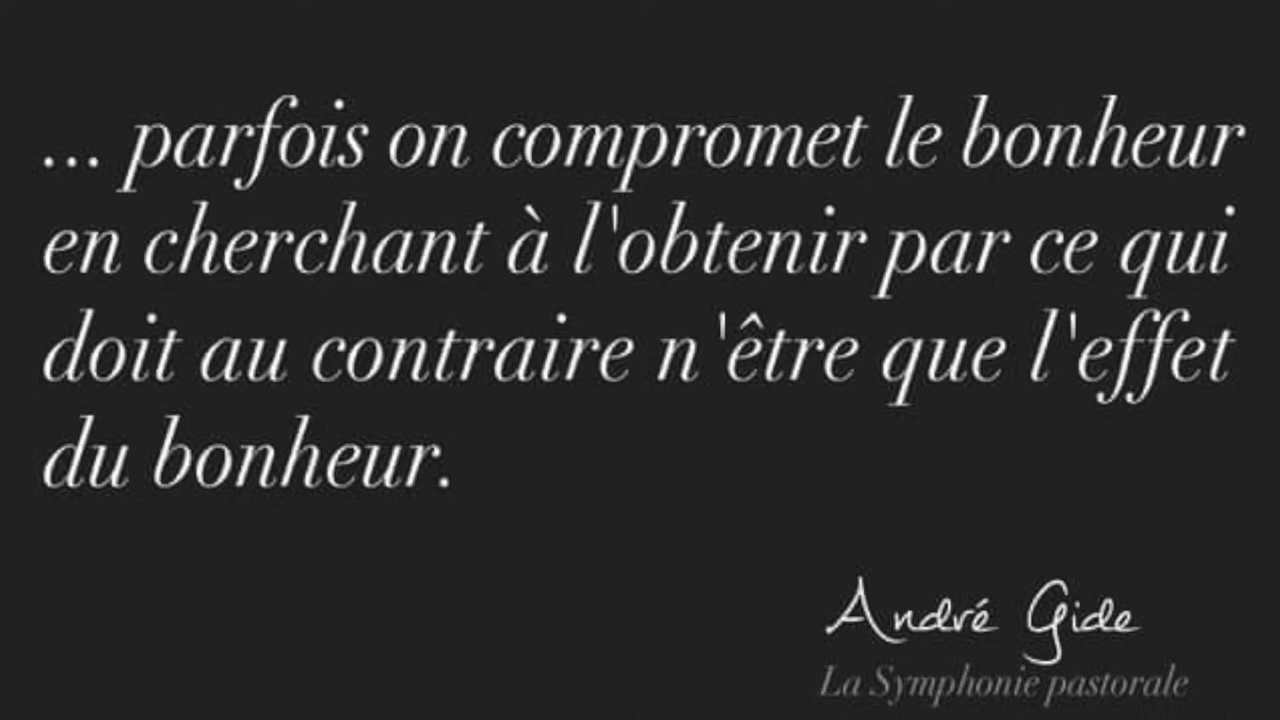 ... parfois on compromet le bonheur
en cherchant à l'obtenir par ce qui
doit au contraire n'être que l'effet
du bonheur.
André Gide
La Symphonie pastorale